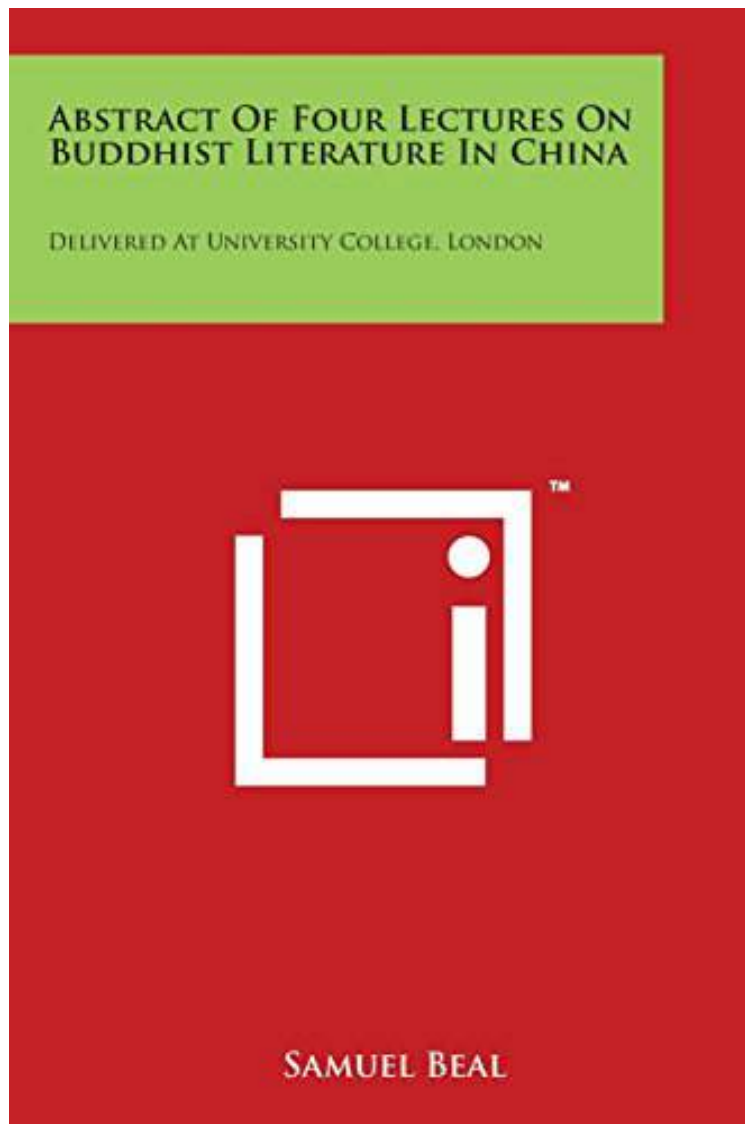 Abstract Of Four Lectures On
Buddhist Literature In China
Delivered At University College, London
TM
Samuel Beal